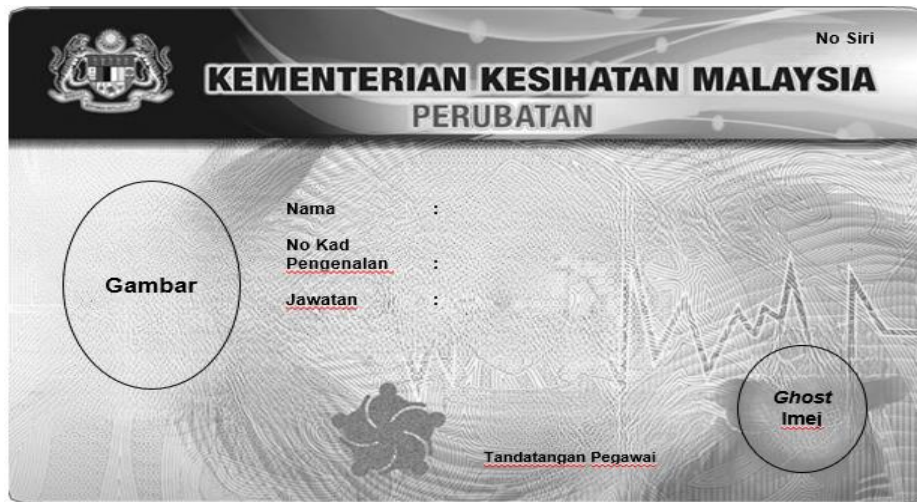 No Siri
KEMENTERIAN KESIHATAN MALAYSIA
PERUBATAN
Nama :
No Kad
Pengenalan :
Jawatan :
Gambar
Ghost
Imej
Tandatangan Pegawai